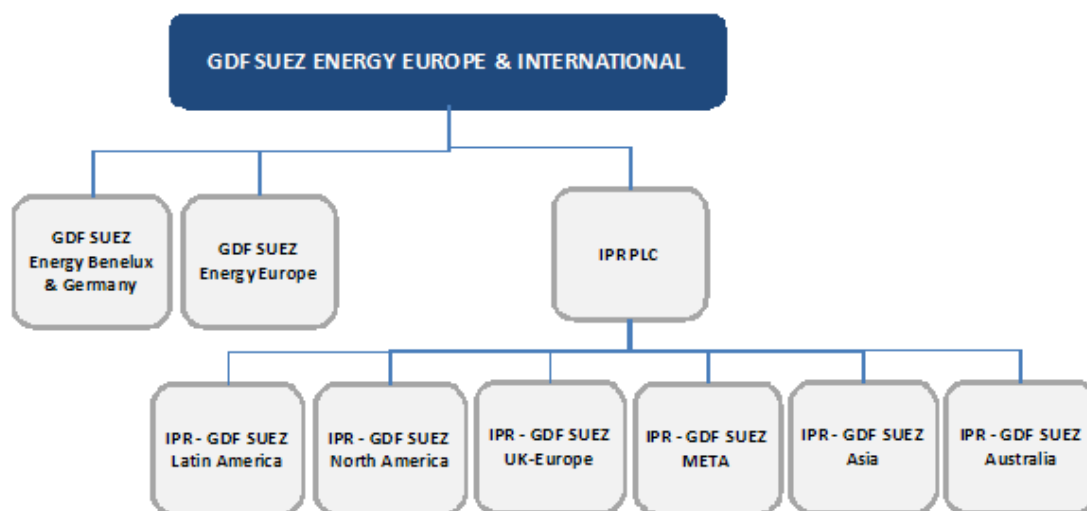 GDF SUEZ ENERGY EUROPE & INTERNATIONAL
GDF SUEZ
Energy Benelux
& Germany
GDF SUEZ
Energy Europe
IPR PLC
IPR - GDF SUEZ
Latin America
IPR - GDF SUEZ
North America
IPR - GDF SUEZ
UK-Europe
IPR - GDF SUEZ
META
IPR - GDF SUEZ
Asia
IPR - GDF SUEZ
Australia